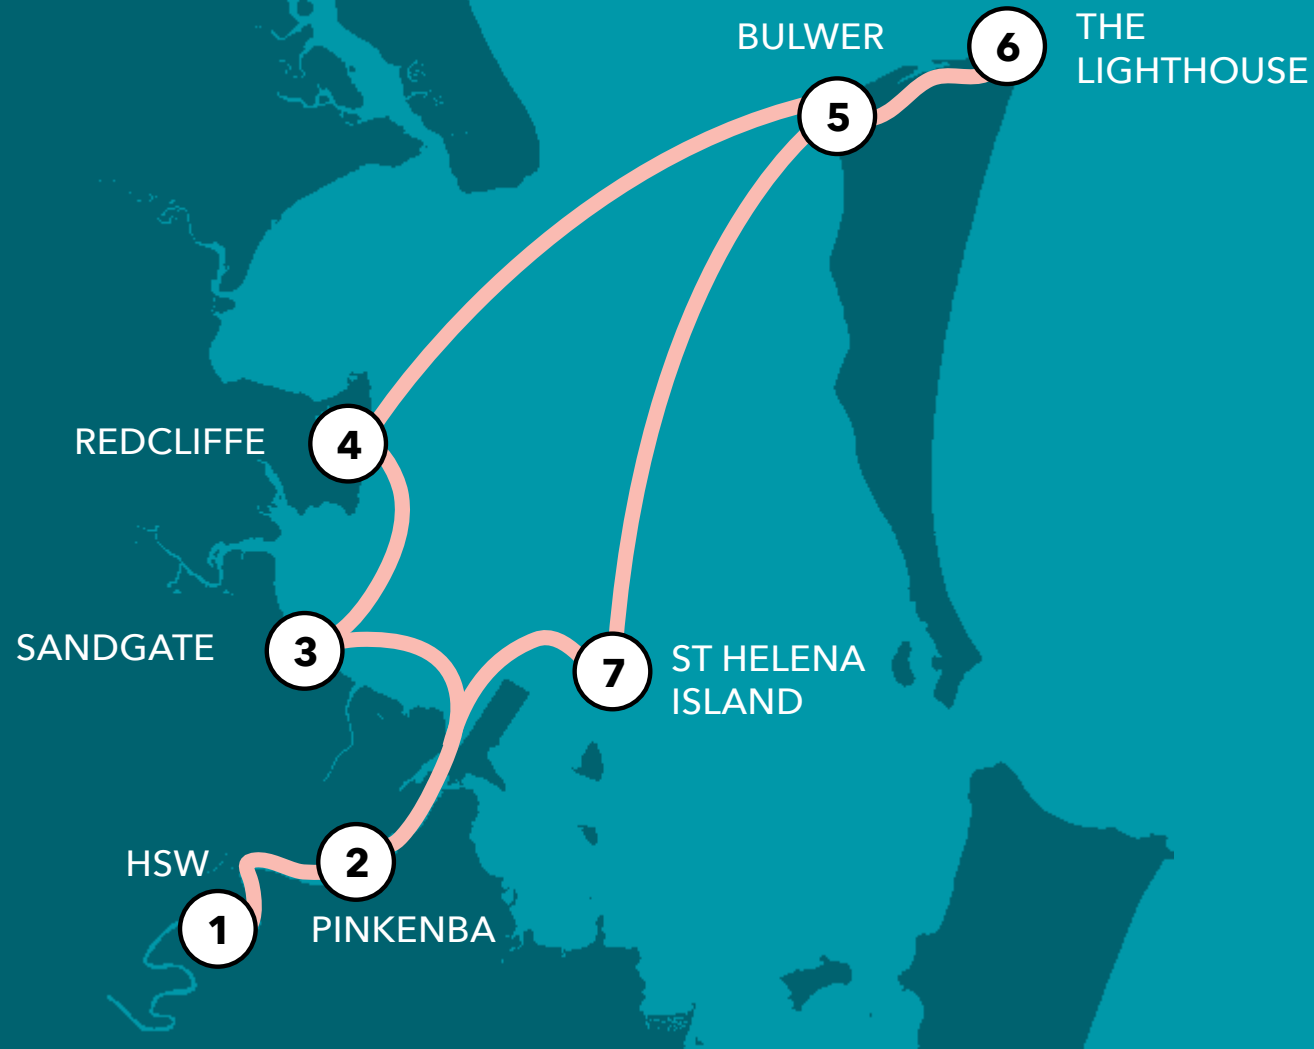 BULWER
6
THE
LIGHTHOUSE
5
REDCLIFFE
4
SANDGATE
3
7
ST HELENA
ISLAND
HSW
2
1
PINKENBA